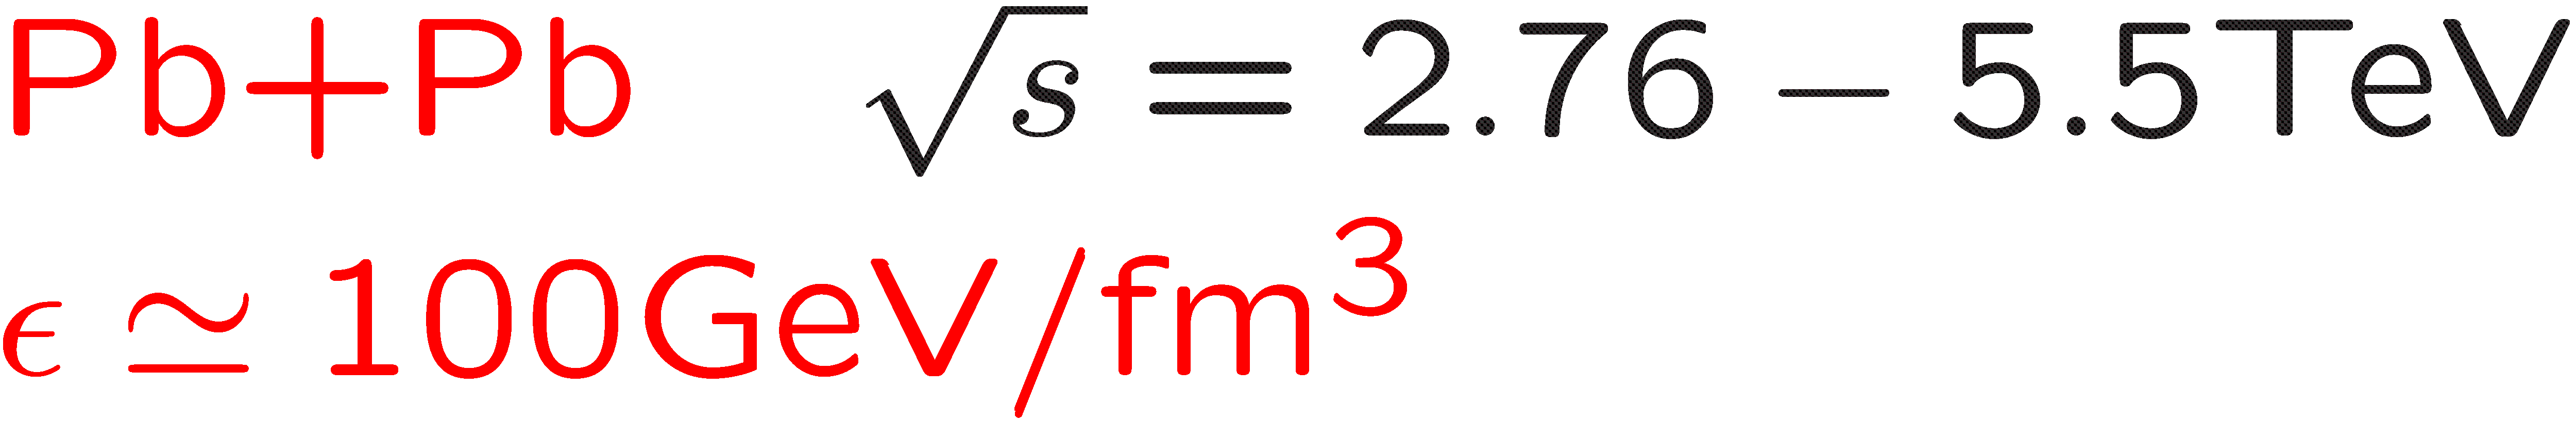 Pb+Pb √s = 2.76 − 5.5TeV
ϵ ≃ 100GeV/fm³